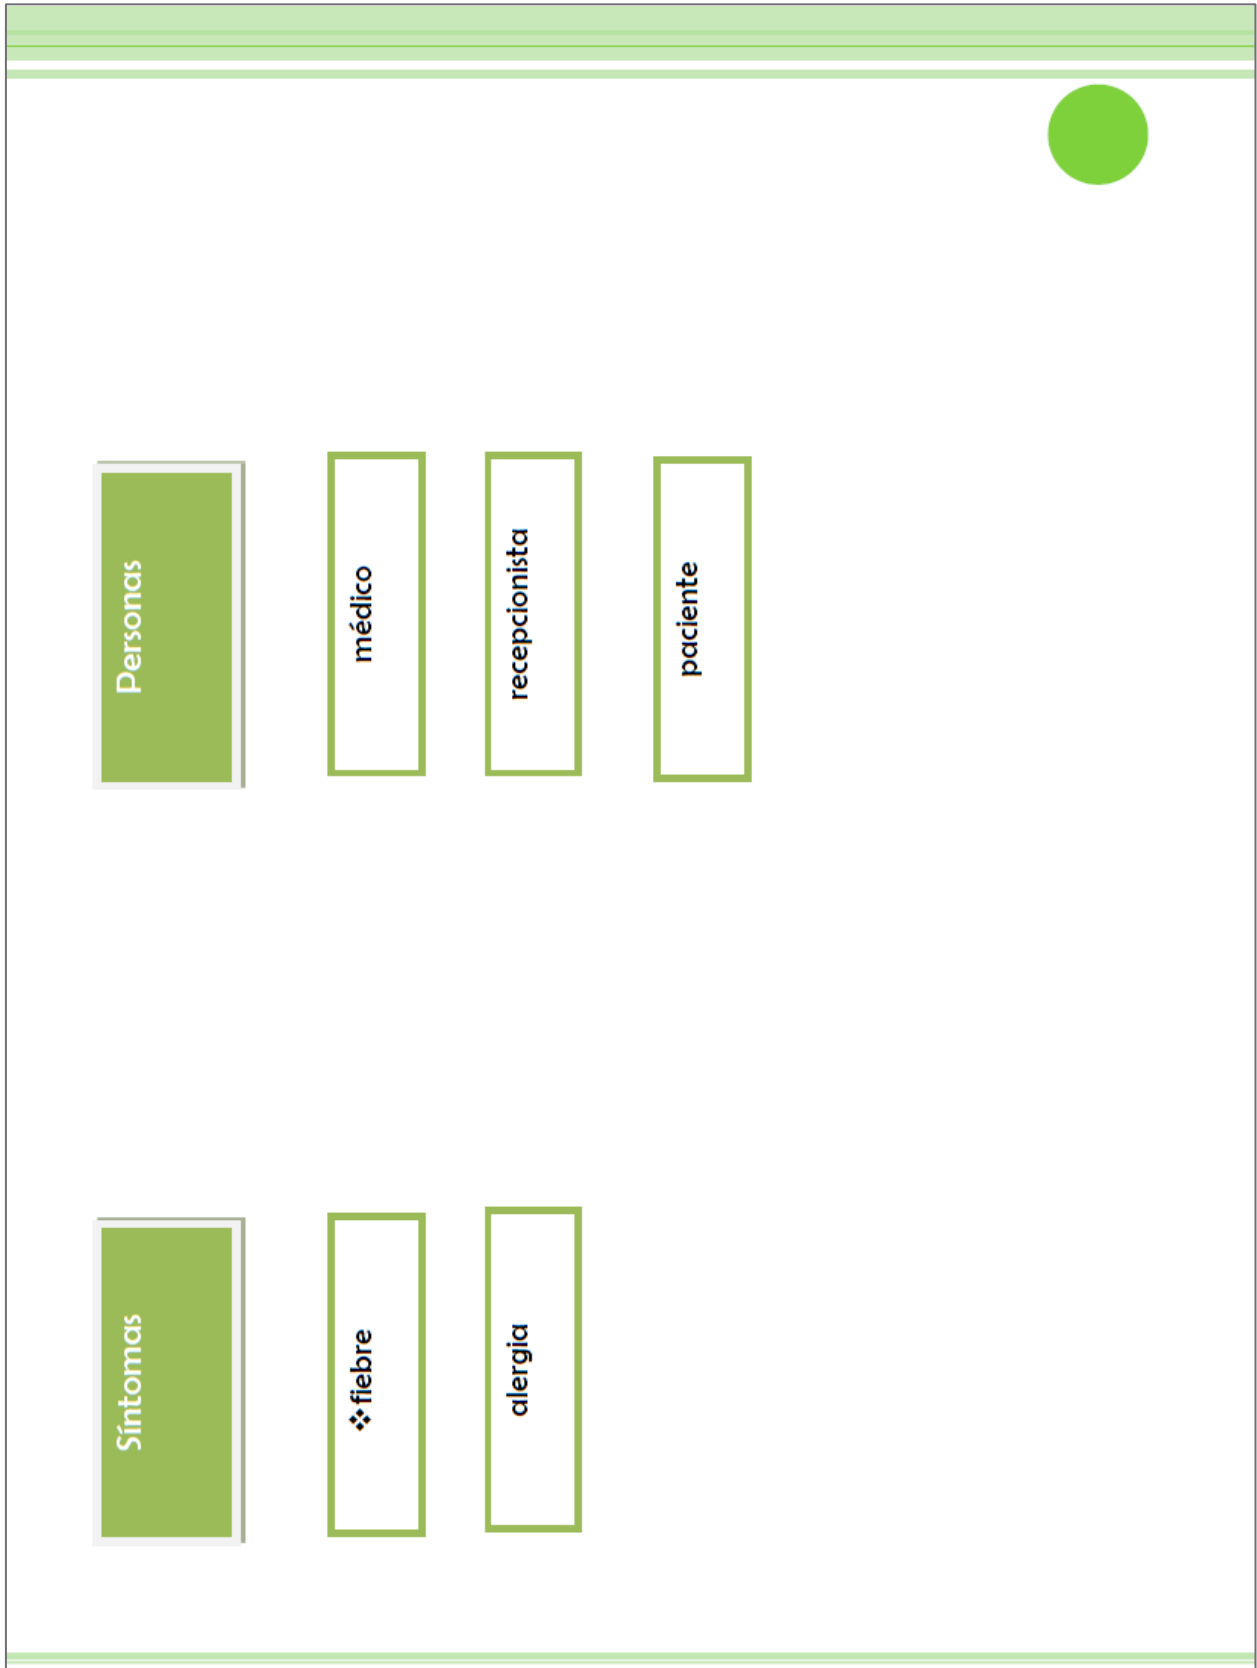 Síntomas
❖fiebre
alergia
Personas
médico
recepcionista
paciente